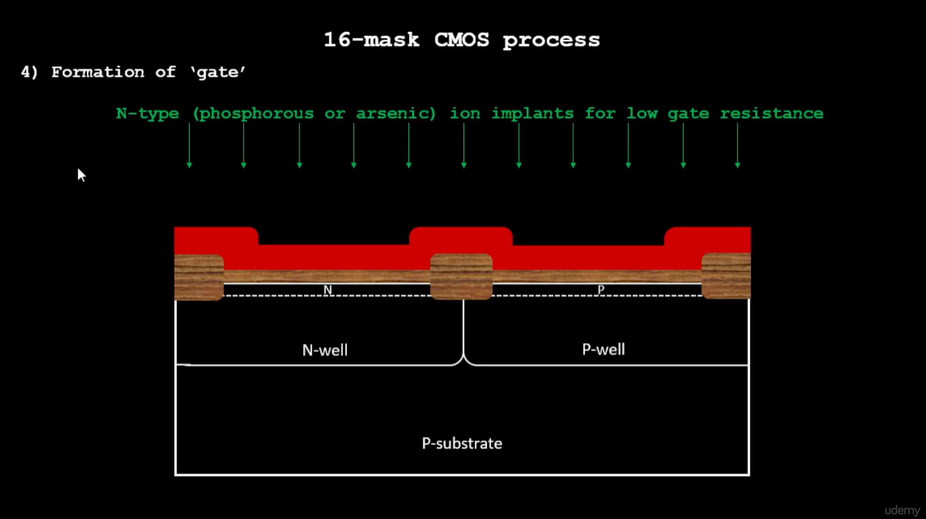 16-mask CMOS process
4) Formation of ‘gate’
N-type (phosphorous or arsenic) ion implants for low gate resistance
N
P
N-well
P-well
P-substrate
udemy